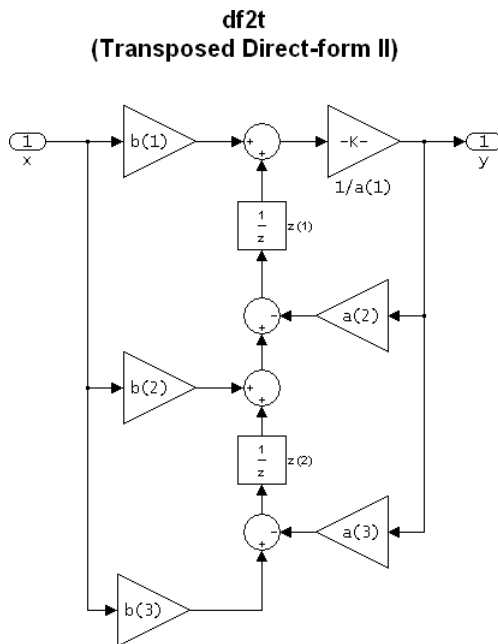 df2t
(Transposed Direct-form II)
1
x
b(1)
+
+
-K-
1/a(1)
1
y
1
z
z(1)
-
+
a(2)
b(2)
+
+
1
z
z(2)
-
+
a(3)
b(3)